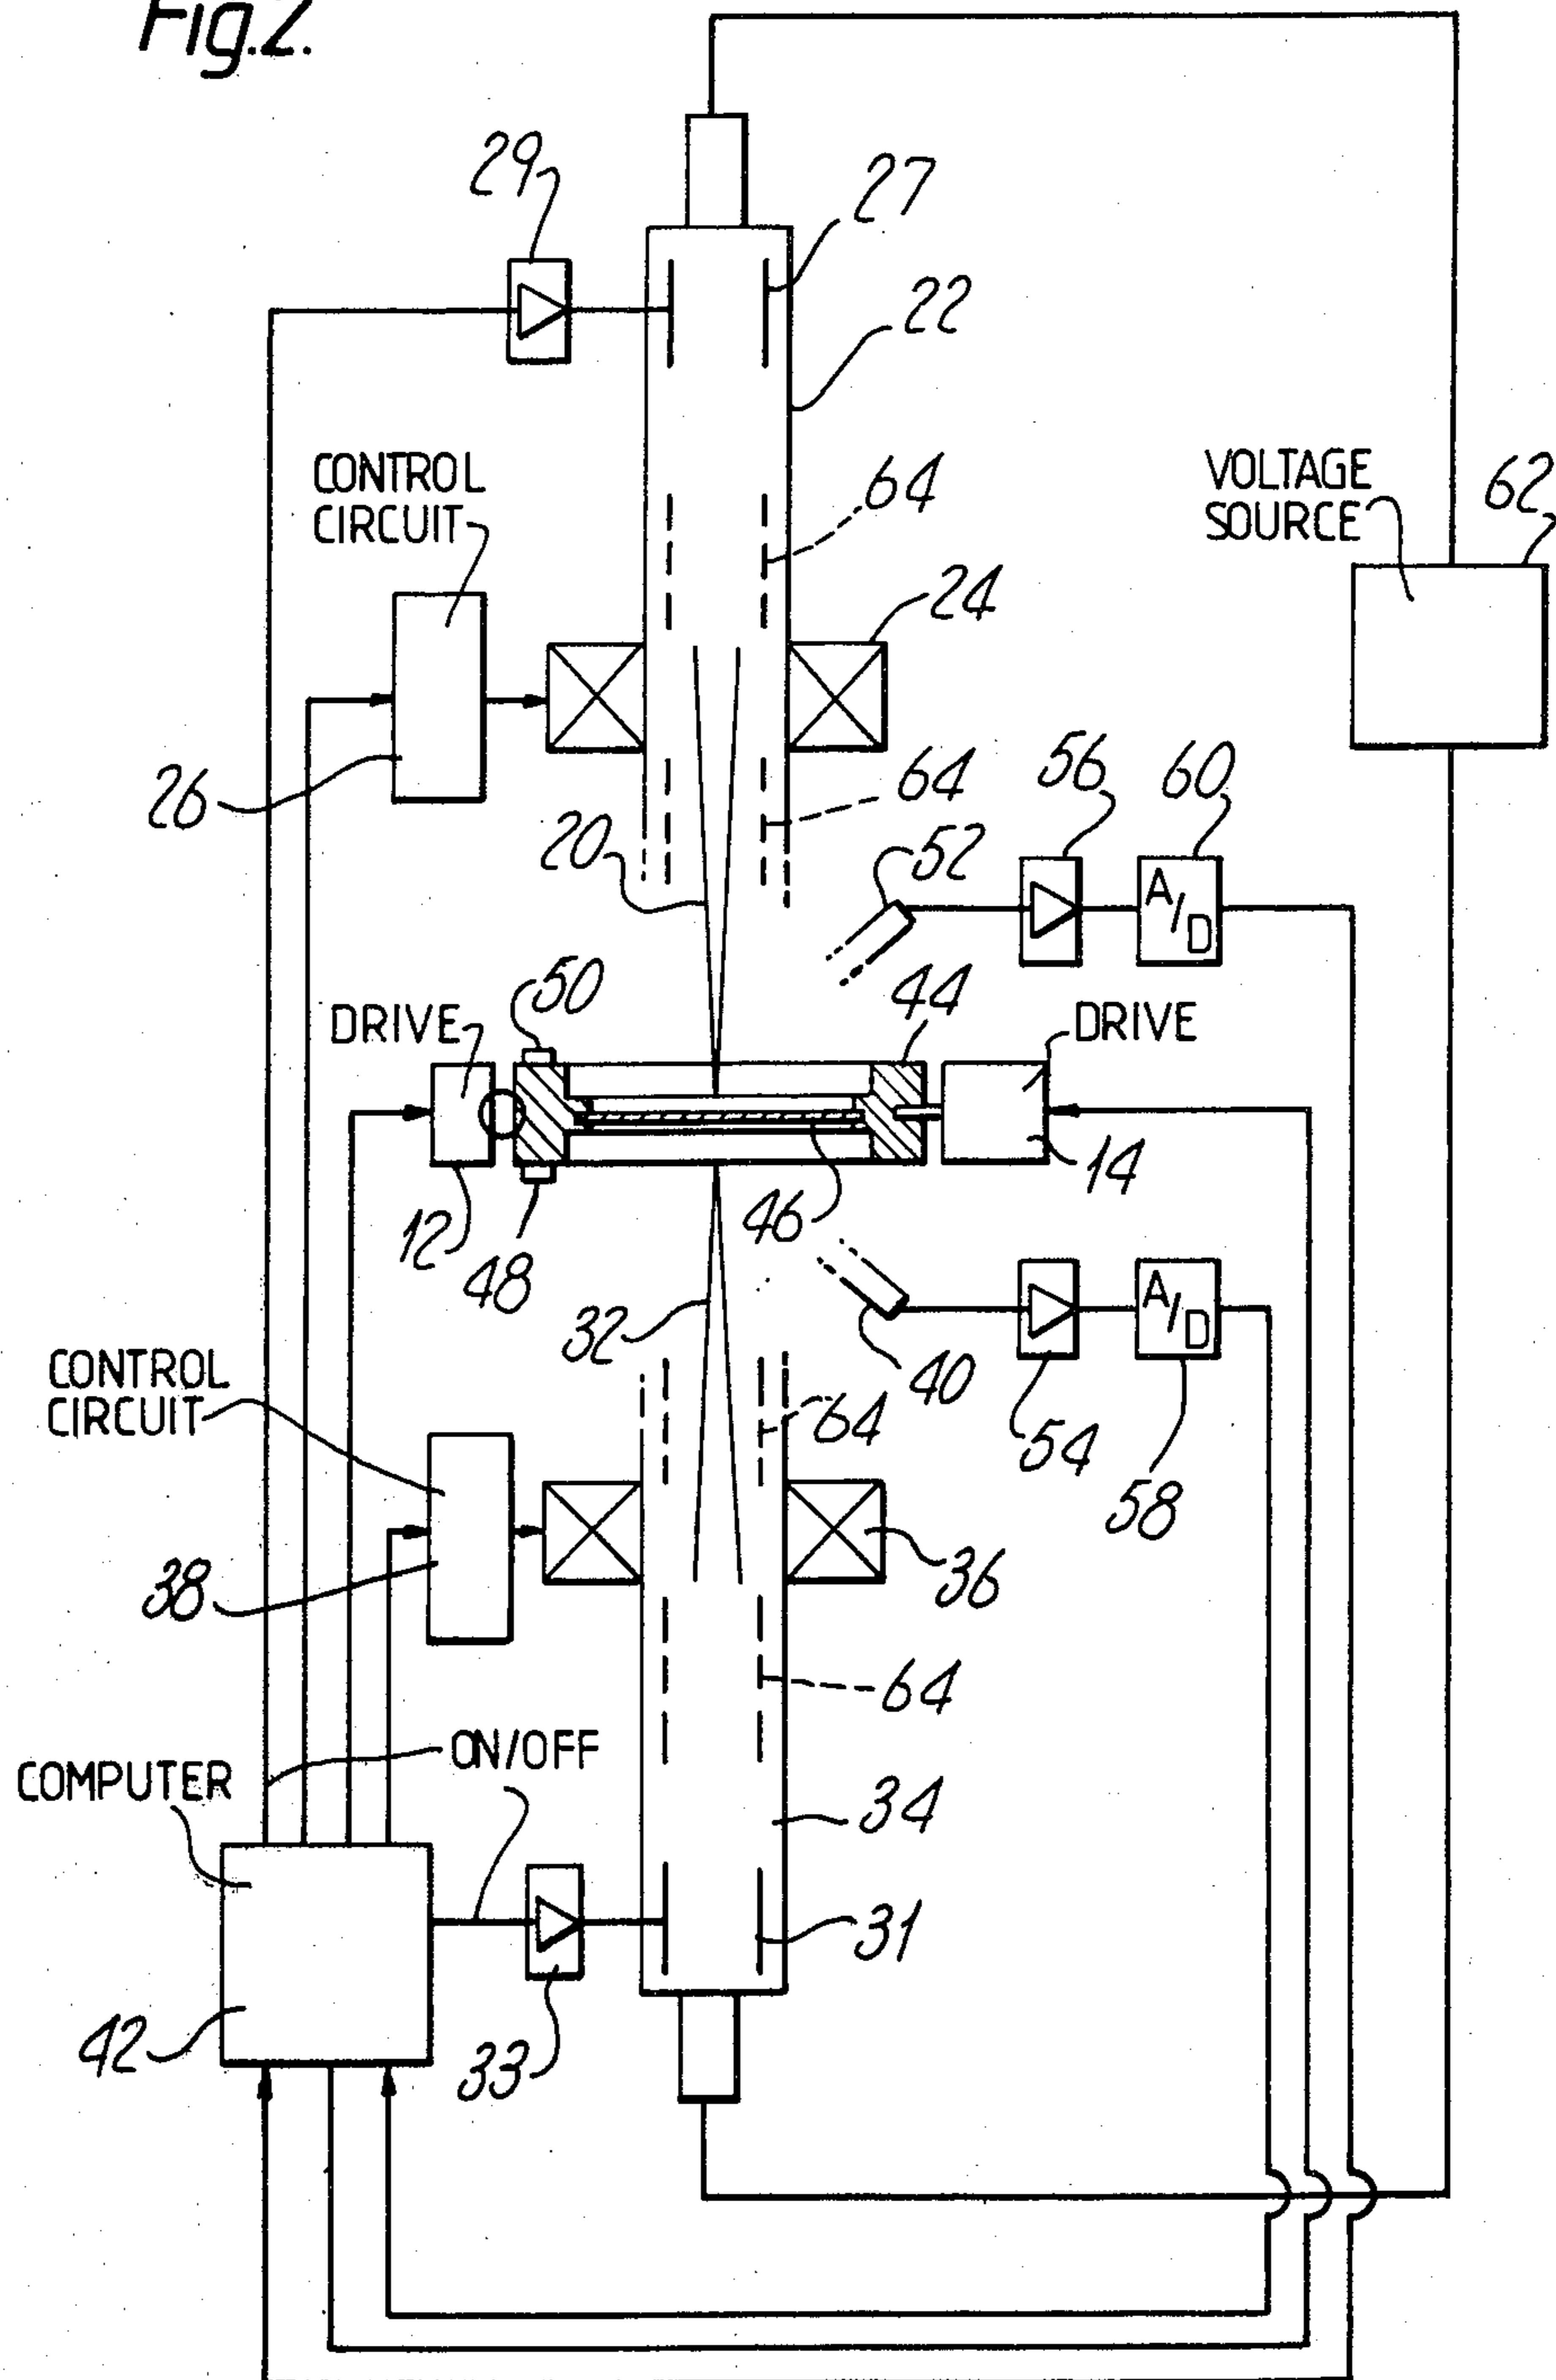 Fig.2.
29
27
22
CONTROL
CIRCUIT
64
VOLTAGE
SOURCE
62
24
26
64
56
60
20
52
A/D
50
44
DRIVE
DRIVE
12
48
46
14
32
40
A/D
CONTROL
CIRCUIT
64
54
58
38
36
64
ON/OFF
COMPUTER
34
31
42
33